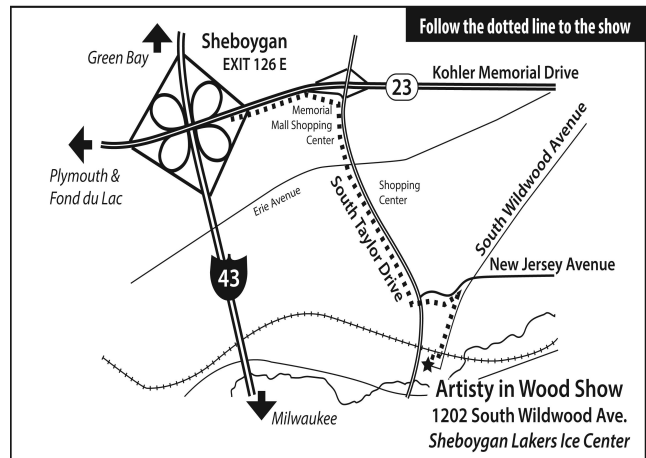 Follow the dotted line to the show
Green Bay
Sheboygan
EXIT 126 E
23
Kohler Memorial Drive
Memorial
Mall Shopping
Center
Plymouth &
Fond du Lac
Erie Avenue
Shopping
Center
South Taylor Drive
South Wildwood Avenue
New Jersey Avenue
43
Milwaukee
Artisty in Wood Show
1202 South Wildwood Ave.
Sheboygan Lakers Ice Center